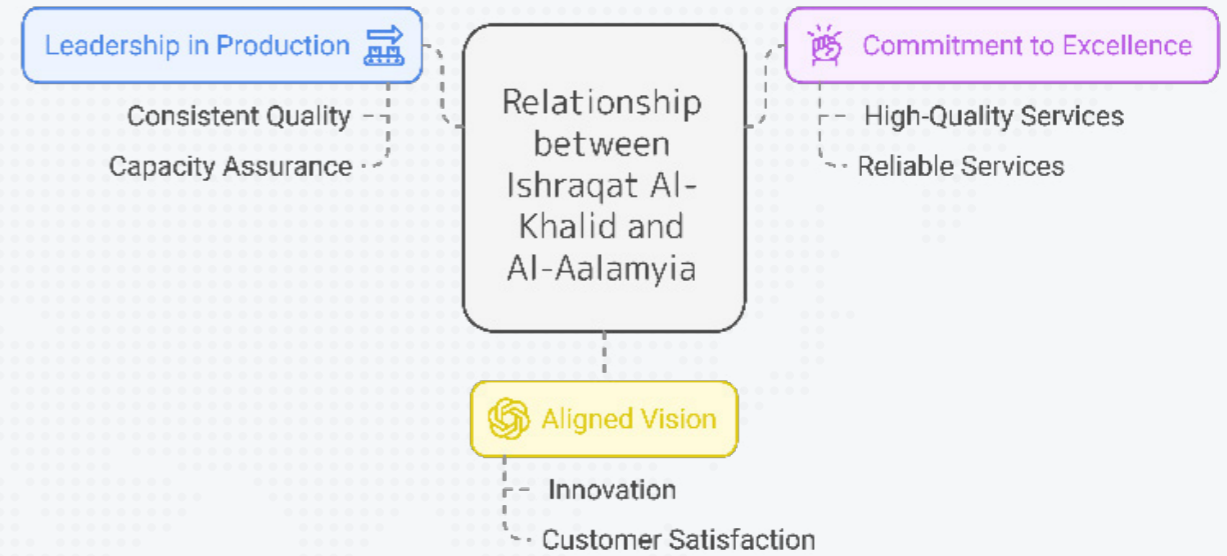 Leadership in Production
Consistent Quality
Capacity Assurance
Relationship
between
Ishraqat Al-
Khalid and
Al-Aalamyia
Commitment to Excellence
High-Quality Services
Reliable Services
Aligned Vision
Innovation
Customer Satisfaction